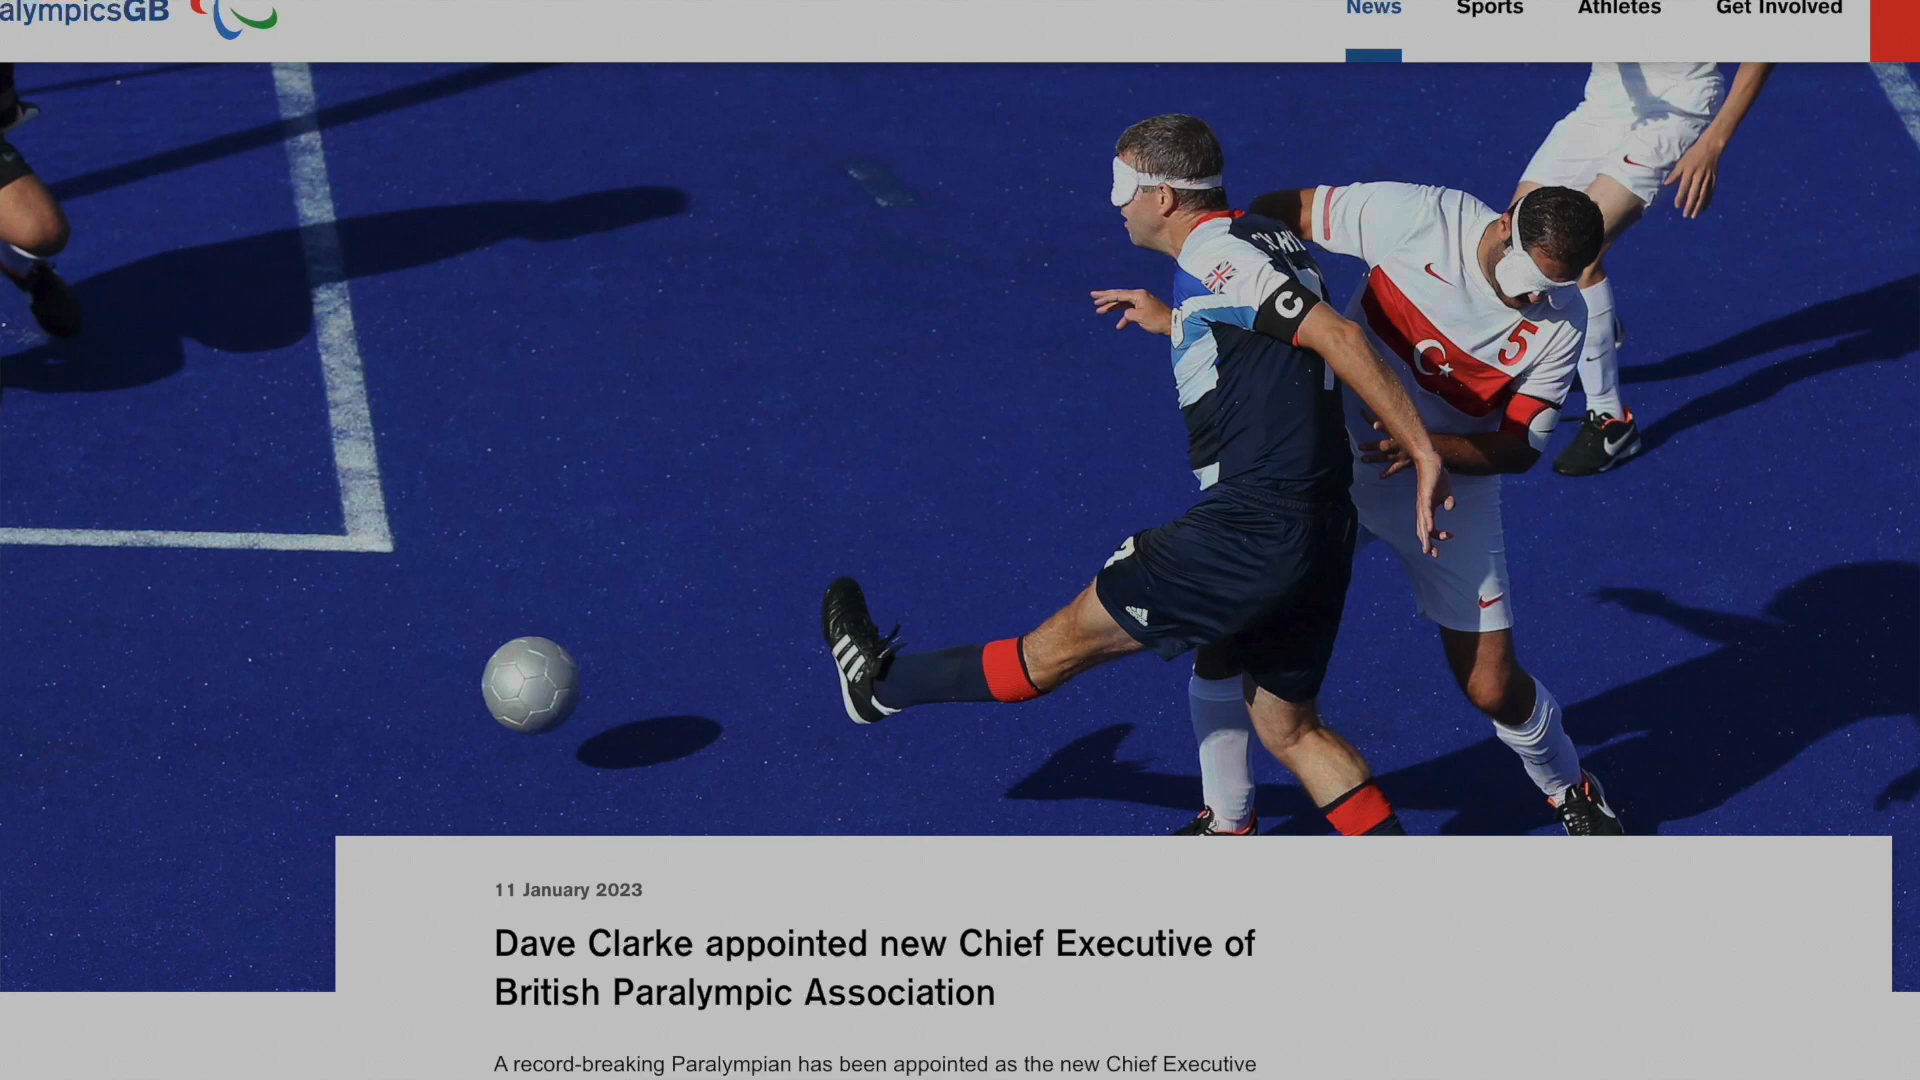 alympicsGB
News Sports Athletes Get Involved
C
5
11 January 2023
Dave Clarke appointed new Chief Executive of
British Paralympic Association
A record-breaking Paralympian has been appointed as the new Chief Executive